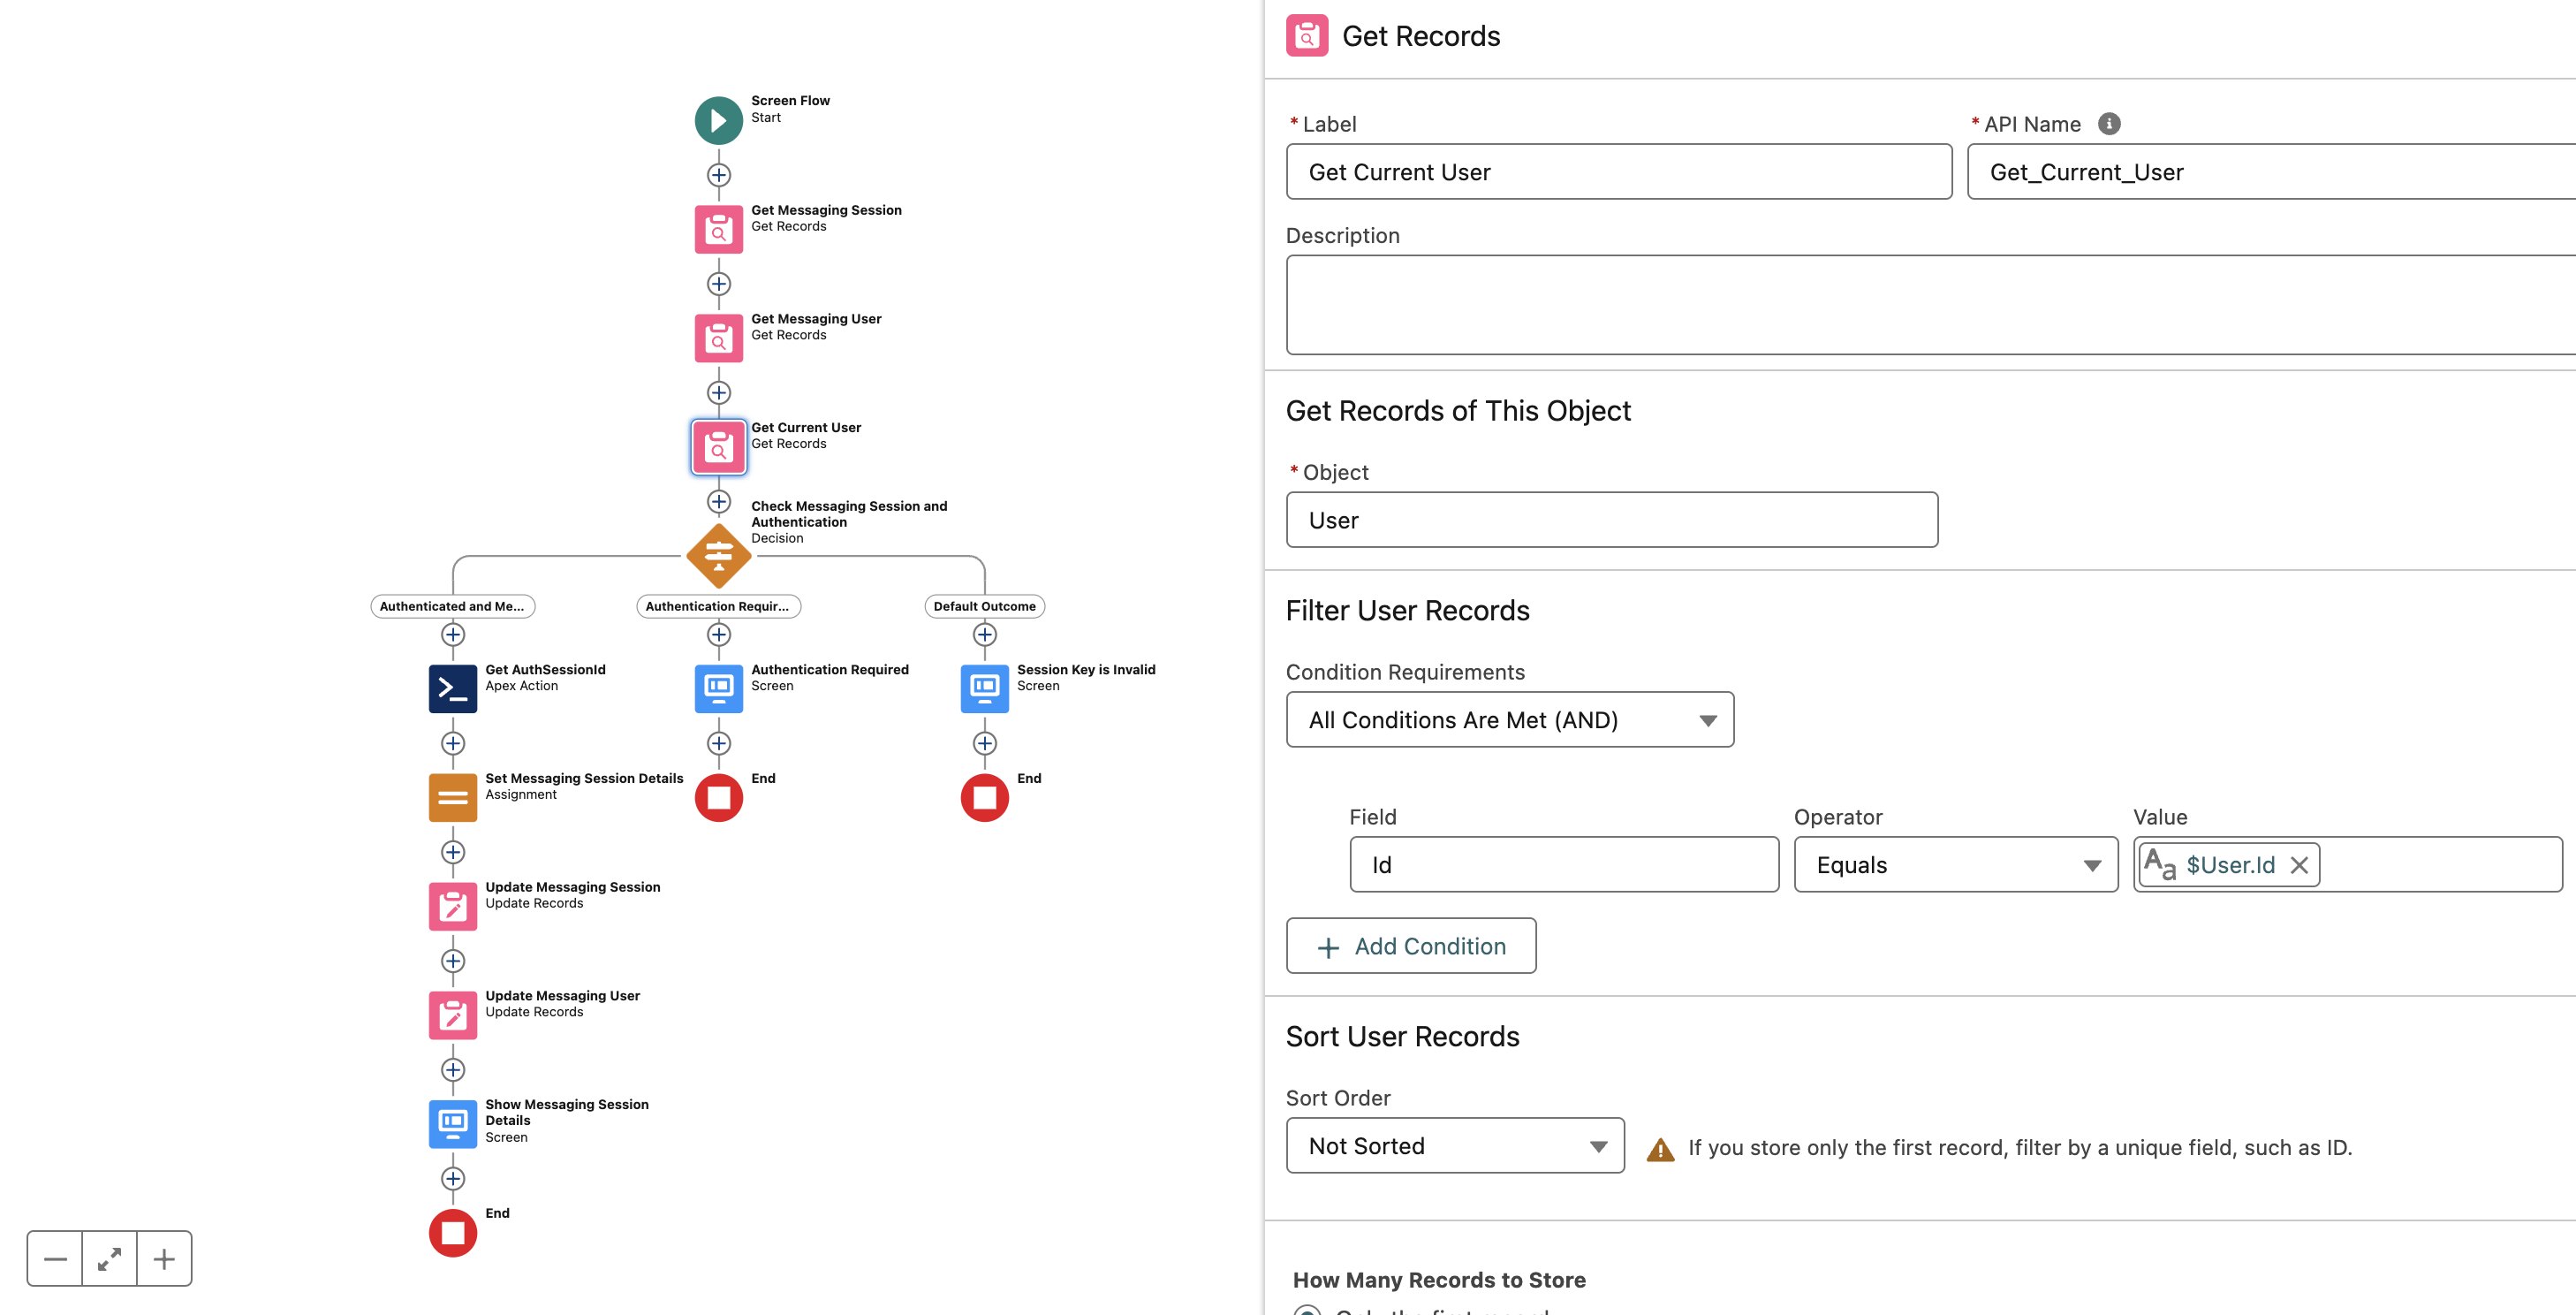 Screen Flow
Start
Get Messaging Session
Get Records
Get Messaging User
Get Records
Get Current User
Get Records
Check Messaging Session and
Authentication
Decision
Authenticated and Me...
Authentication Requir...
Default Outcome
Get AuthSessionId
Apex Action
Authentication Required
Screen
Session Key is Invalid
Screen
Set Messaging Session Details
Assignment
End
End
Update Messaging Session
Update Records
Update Messaging User
Update Records
Show Messaging Session
Details
Screen
End
Get Records
* Label
* API Name
Get Current User
Get_Current_User
Description
Get Records of This Object
* Object
User
Filter User Records
Condition Requirements
All Conditions Are Met (AND)
Field
Operator
Value
Id
Equals
Aa $User.Id
+ Add Condition
Sort User Records
Sort Order
Not Sorted
If you store only the first record, filter by a unique field, such as ID.
How Many Records to Store